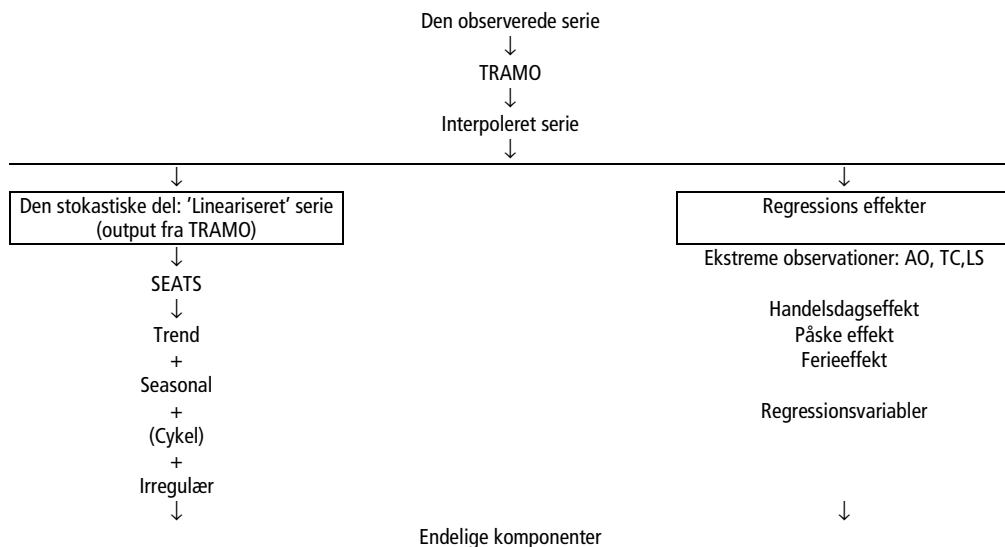 Den observerede serie
↓
TRAMO
↓
Interpoleret serie
↓
↓
Den stokastiske del: ’Lineariseret’ serie
(output fra TRAMO)
↓
SEATS
↓
Trend
+
Seasonal
+
(Cykel)
+
Irregulær
↓
↓
Regressions effekter
Ekstreme observationer: AO, TC,LS
Handelsdagseffekt
Påske effekt
Ferieeffekt
Regressionsvariabler
↓
Endelige komponenter